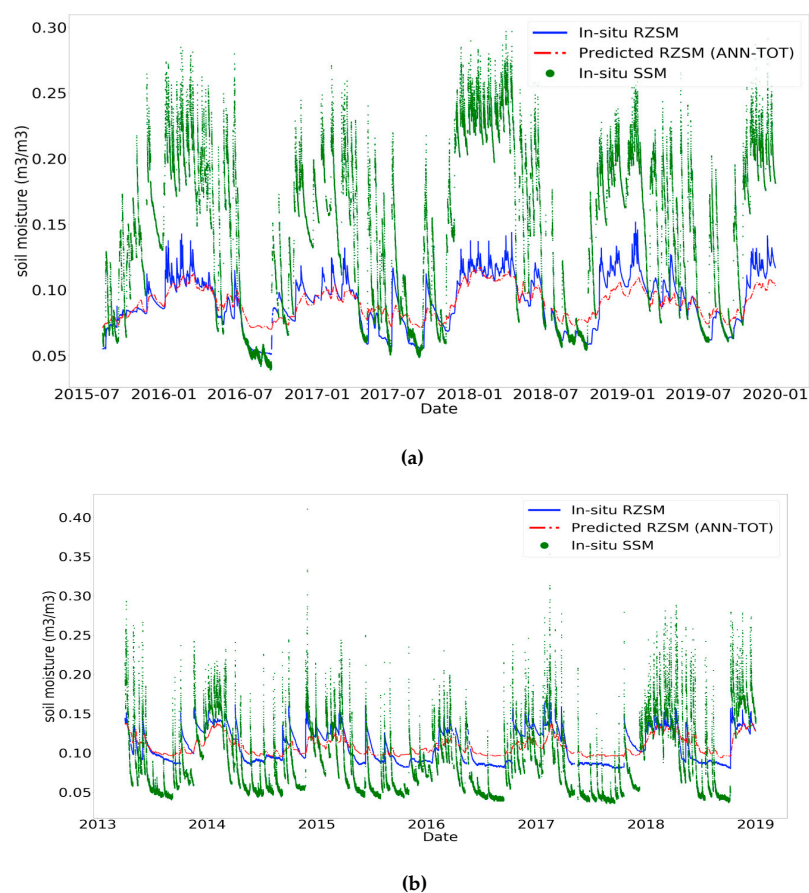 0.30
0.25
0.20
0.15
0.10
0.05
soil moisture (m3/m3)
In-situ RZSM
Predicted RZSM (ANN-TOT)
In-situ SSM
2015-07 2016-01 2016-07 2017-01 2017-07 2018-01 2018-07 2019-01 2019-07 2020-01
Date
(a)
0.40
0.35
0.30
0.25
0.20
0.15
0.10
0.05
soil moisture (m3/m3)
In-situ RZSM
Predicted RZSM (ANN-TOT)
In-situ SSM
2013 2014 2015 2016 2017 2018 2019
Date
(b)